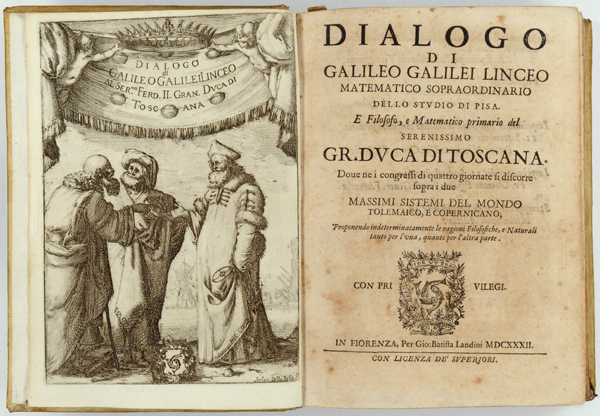 DIALOGO
di
GALILEO GALILEI LINCEO
AL SER.mo FERD. II. GRAN. DVCA DI
TOSCANA
DIALOGO
DI
GALILEO GALILEI LINCEO
MATEMATICO SOPRAORDINARIO
DELLO STVDIO DI PISA.
E Filosofo, e Matematico primario del
SERENISSIMO
GR.DVCA DI TOSCANA.
Doue ne i congressi di quattro giornate si discorre
sopra i due
MASSIMI SISTEMI DEL MONDO
TOLEMAICO, E COPERNICANO;
Proponendo indeterminatamente le ragioni Filosofiche, e Naturali
tanto per l'vna, quanto per l'altra parte.
CON PRI VILEGI.
IN FIORENZA, Per Gio:Batista Landini MDCXXXII.
CON LICENZA DE' SVPERIORI.